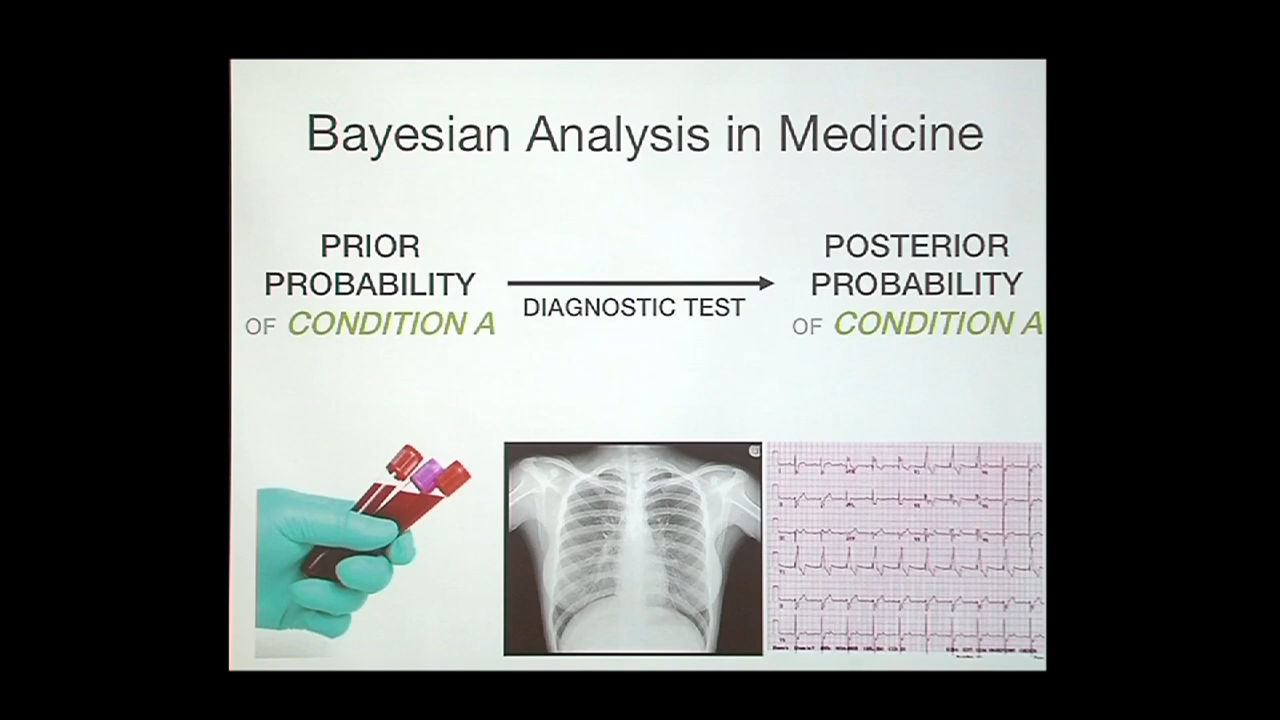 Bayesian Analysis in Medicine
PRIOR
PROBABILITY
OF CONDITION A
DIAGNOSTIC TEST
POSTERIOR
PROBABILITY
OF CONDITION A